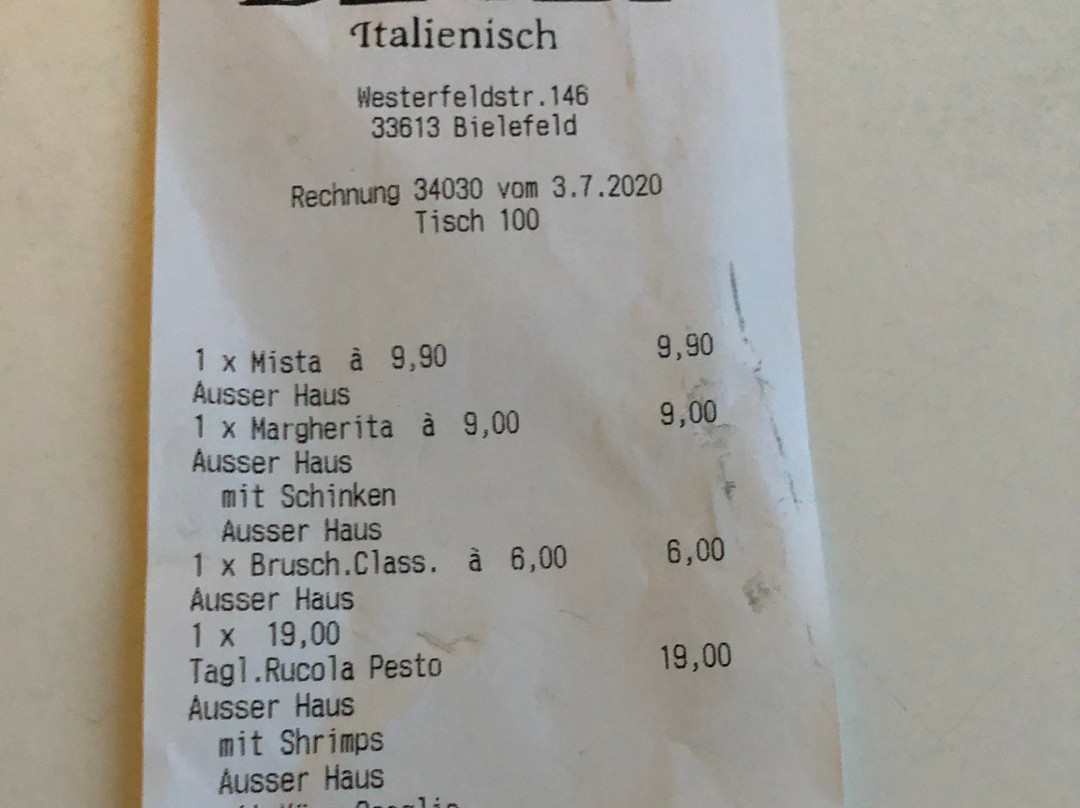 Italienisch
Westerfeldstr.146
33613 Bielefeld
Rechnung 34030 vom 3.7.2020
Tisch 100
1 x Mista à 9,90 9,90
Ausser Haus
1 x Margherita à 9,00 9,00
Ausser Haus
mit Schinken
Ausser Haus
1 x Brusch.Class. à 6,00 6,00
Ausser Haus
1 x 19,00
Tagl.Rucola Pesto 19,00
Ausser Haus
mit Shrimps
Ausser Haus